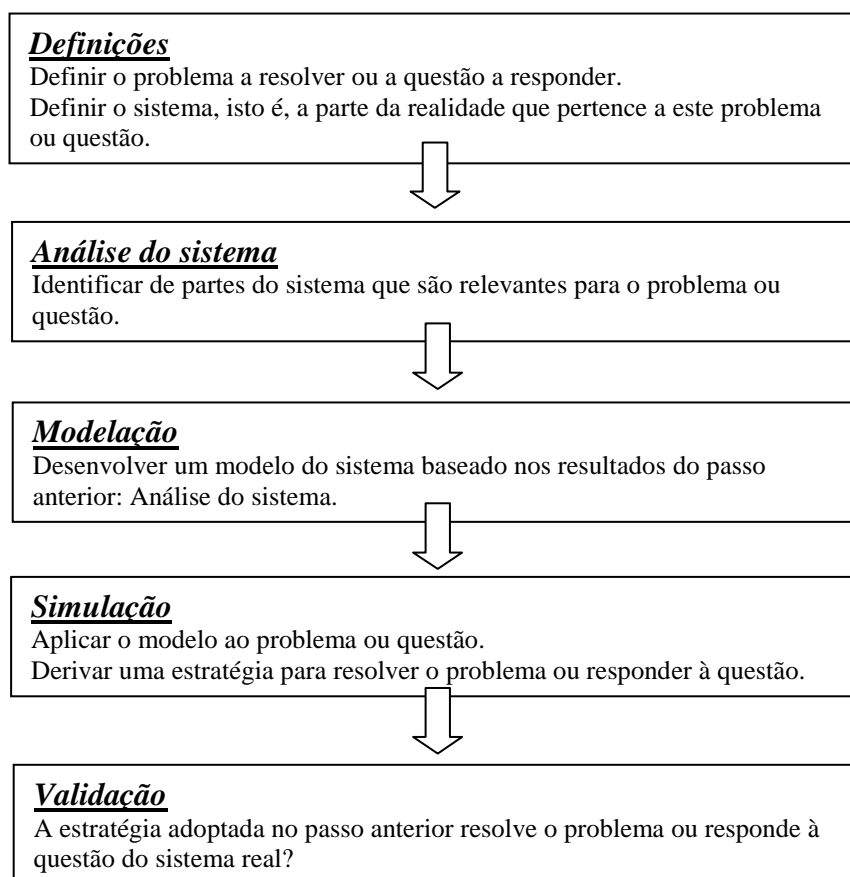 Definições
Definir o problema a resolver ou a questão a responder.
Definir o sistema, isto é, a parte da realidade que pertence a este problema
ou questão.
Análise do sistema
Identificar de partes do sistema que são relevantes para o problema ou
questão.
Modelação
Desenvolver um modelo do sistema baseado nos resultados do passo
anterior: Análise do sistema.
Simulação
Aplicar o modelo ao problema ou questão.
Derivar uma estratégia para resolver o problema ou responder à questão.
Validação
A estratégia adoptada no passo anterior resolve o problema ou responde à
questão do sistema real?